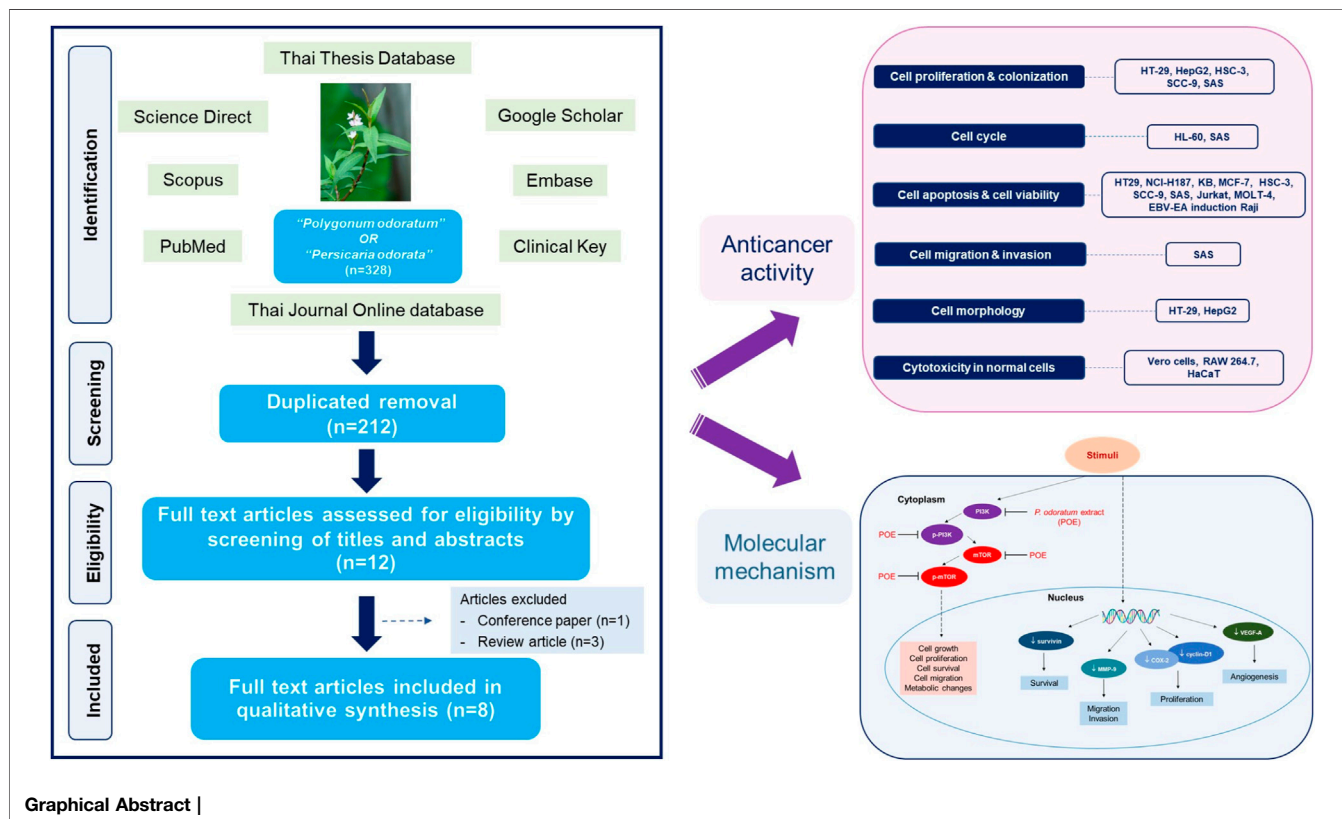 Identification
Thai Thesis Database
Science Direct
Google Scholar
Scopus
Embase
PubMed
Clinical Key
“Polygonum odoratum”
OR
“Persicaria odorata”
(n=328)
Thai Journal Online database
Screening
Duplicated removal
(n=212)
Eligibility
Full text articles assessed for eligibility by
screening of titles and abstracts
(n=12)
Articles excluded
- Conference paper (n=1)
- Review article (n=3)
Included
Full text articles included in
qualitative synthesis (n=8)
Anticancer
activity
Cell proliferation & colonization
HT-29, HepG2, HSC-3,
SCC-9, SAS
Cell cycle
HL-60, SAS
Cell apoptosis & cell viability
HT29, NCI-H187, KB, MCF-7, HSC-3,
SCC-9, SAS, Jurkat, MOLT-4,
EBV-EA induction Raji
Cell migration & invasion
SAS
Cell morphology
HT-29, HepG2
Cytotoxicity in normal cells
Vero cells, RAW 264.7,
HaCaT
Molecular
mechanism
Stimuli
Cytoplasm
PI3K
P. odoratum extract
(POE)
POE
p-PI3K
mTOR
POE
POE
p-mTOR
Nucleus
Cell growth
Cell proliferation
Cell survival
Cell migration
Metabolic changes
↓ survivin
Survival
↓ MMP-9
Migration
Invasion
↓ COX-2
↓ cyclin-D1
Proliferation
↓ VEGF-A
Angiogenesis
Graphical Abstract |